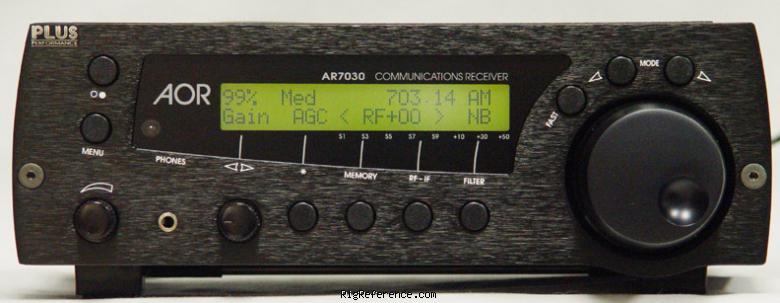 PLUS
PERFORMANCE
AR7030 COMMUNICATIONS RECEIVER
MODE
AOR
99% Med 703.14 AM
Gain AGC < RF+00 > NB
FAST
S1 S3 S5 S7 S9 +10 +30 +50
MENU
PHONES
MEMORY
RF-IF
FILTER
RigReference.com